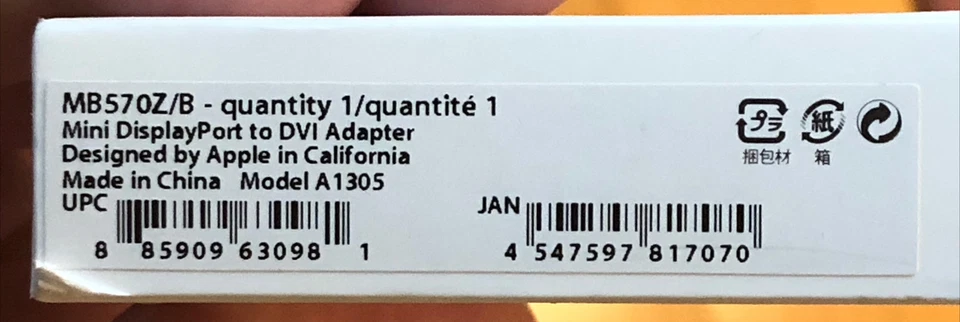 MB570Z/B - quantity 1/quantité 1
Mini DisplayPort to DVI Adapter
Designed by Apple in California
Made in China Model A1305
UPC
8 85909 63098 1
JAN
4 547597 817070
プラ
捆包材
紙
箱